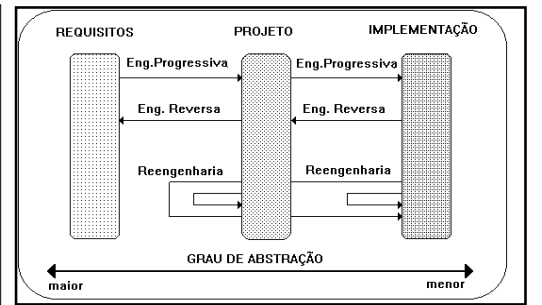 REQUISITOS PROJETO IMPLEMENTAÇÃO
Eng.Progressiva Eng.Progressiva
Eng. Reversa Eng. Reversa
Reengenharia Reengenharia
GRAU DE ABSTRAÇÃO
maior menor